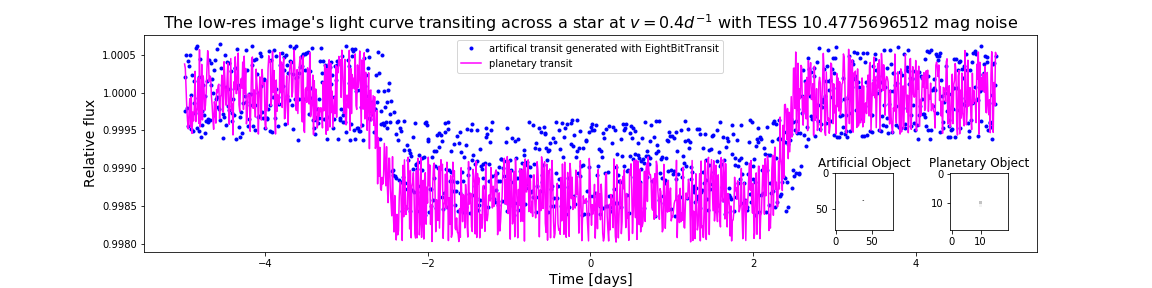 The low-res image's light curve transiting across a star at v = 0.4d⁻¹ with TESS 10.4775696512 mag noise
artifical transit generated with EightBitTransit
planetary transit
Relative flux
1.0005
1.0000
0.9995
0.9990
0.9985
0.9980
Artificial Object
0
50
0
50
Planetary Object
0
10
0
10
−4
−2
0
2
4
Time [days]